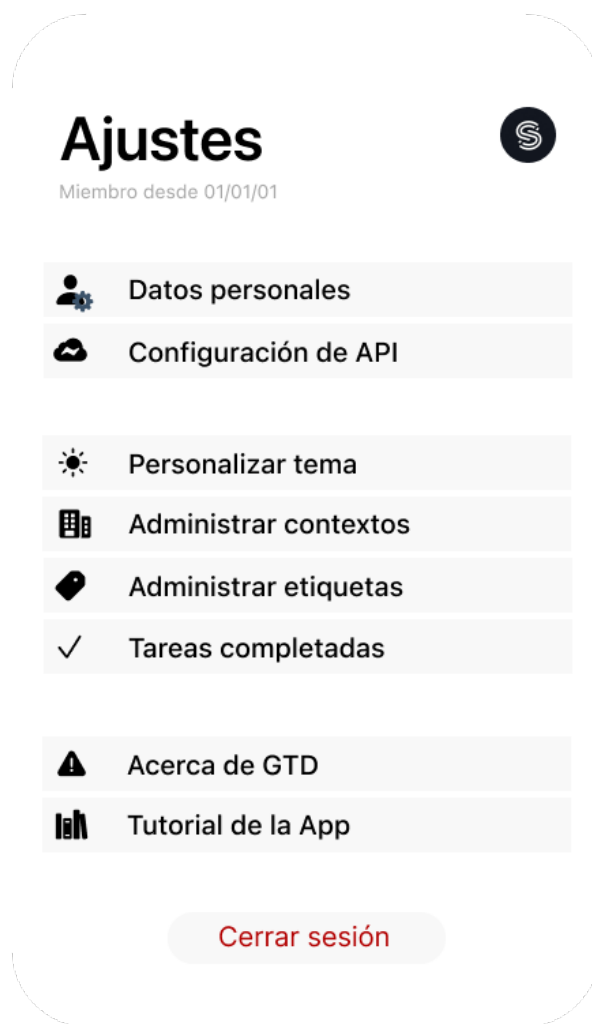 Ajustes
Miembro desde 01/01/01
Datos personales
Configuración de API
Personalizar tema
Administrar contextos
Administrar etiquetas
Tareas completadas
Acerca de GTD
Tutorial de la App
Cerrar sesión